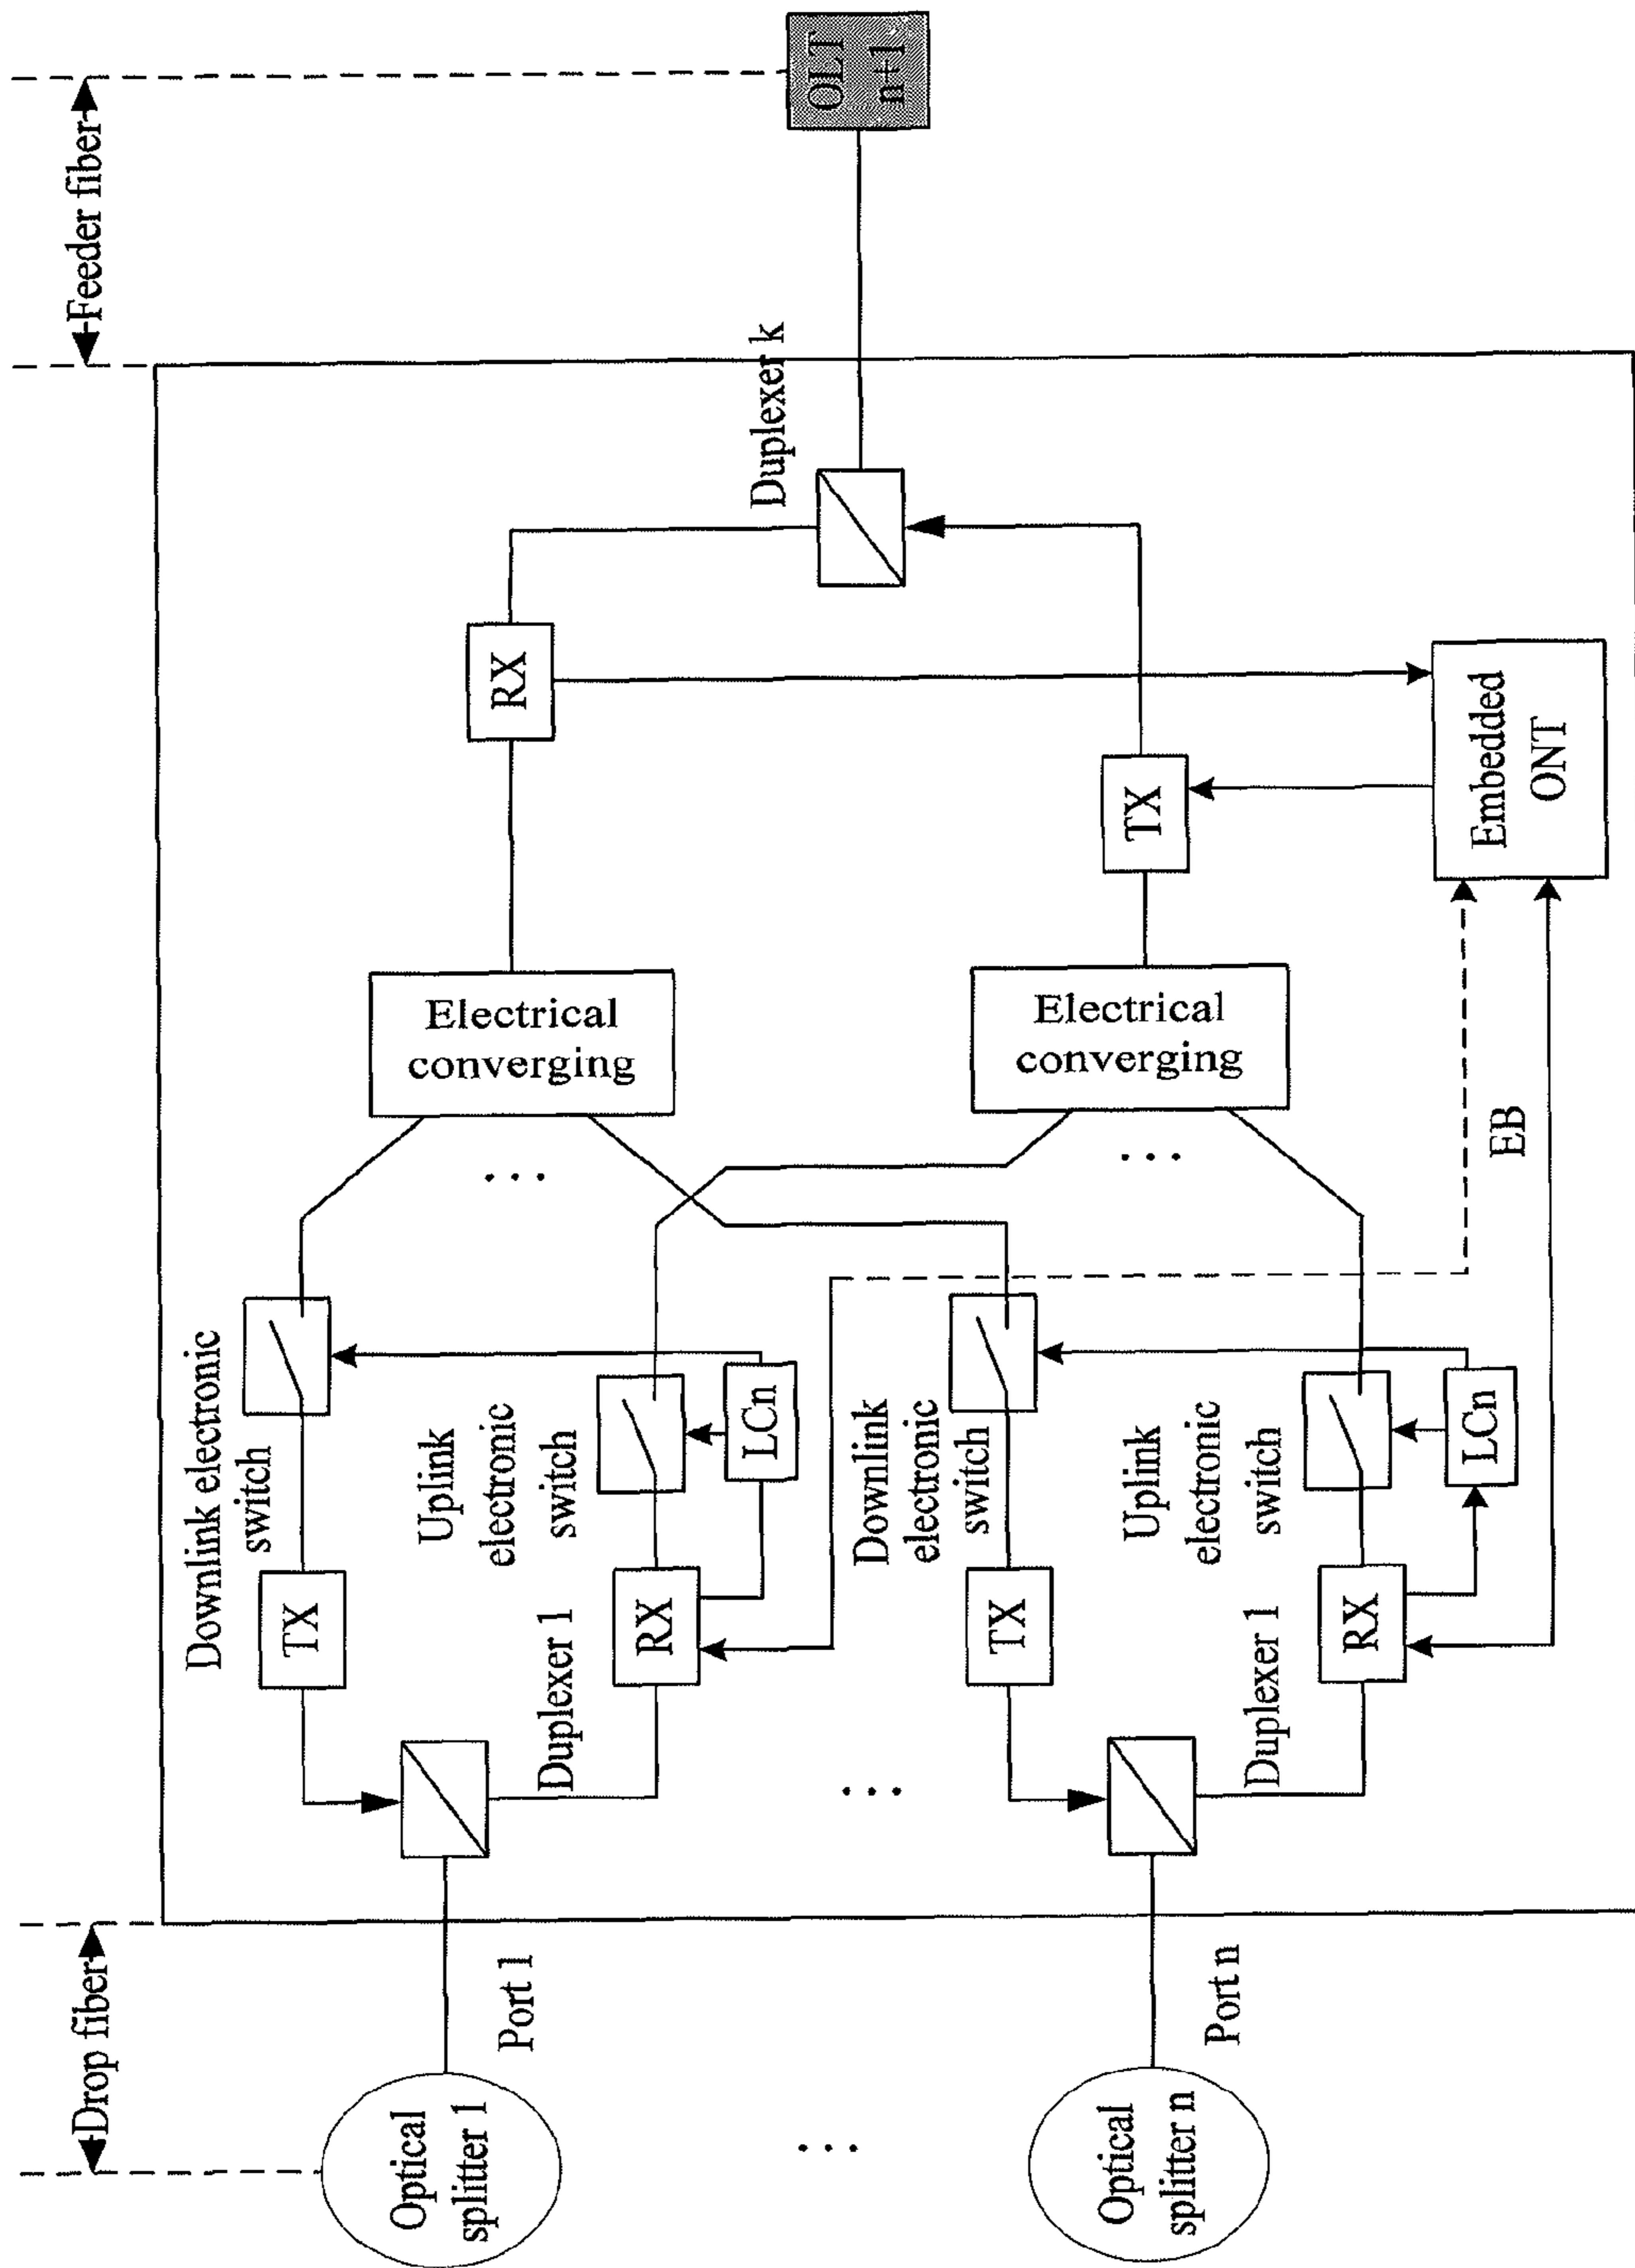 Drop fiber
Feeder fiber
Optical
splitter 1
Port 1
Downlink electronic
switch
TX
Uplink
electronic
switch
Duplexer 1
RX
LCn
Electrical
converging
RX
Duplexer k
OLT
n+1
...
...
...
...
Downlink
electronic
switch
TX
Uplink
electronic
switch
Duplexer 1
RX
LCn
Electrical
converging
TX
Optical
splitter n
Port n
EB
Embedded
ONT